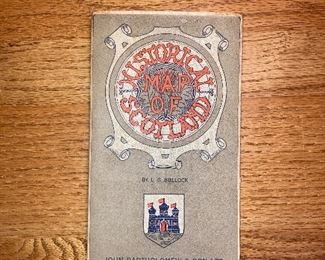 HISTORICAL
MAP
OF
SCOTLAND
BY L. G. BULLOCK
JOHN BARTHOLOMEW & SON LTD